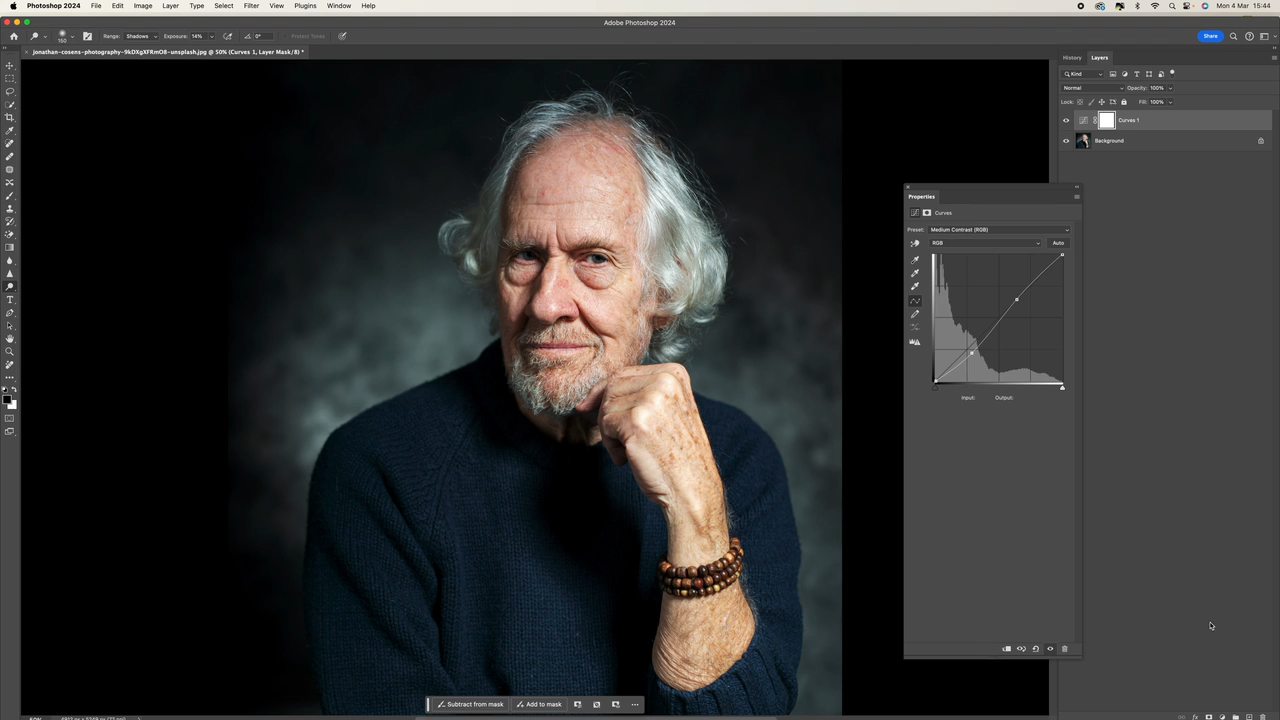 Photoshop 2024 File Edit Image Layer Type Select Filter View Plugins Window Help Mon 4 Mar 15:44
Adobe Photoshop 2024
150 Range: Shadows Exposure: 14% 0° Protect Tones Share
jonathan-cosens-photography-9kDXgXFRmO8-unsplash.jpg @ 50% (Curves 1, Layer Mask/8) *
History Layers
Kind
Normal Opacity: 100%
Lock: Fill: 100%
Curves 1
Background
Properties
Curves
Preset: Medium Contrast (RGB)
RGB Auto
Input: Output:
Subtract from mask Add to mask